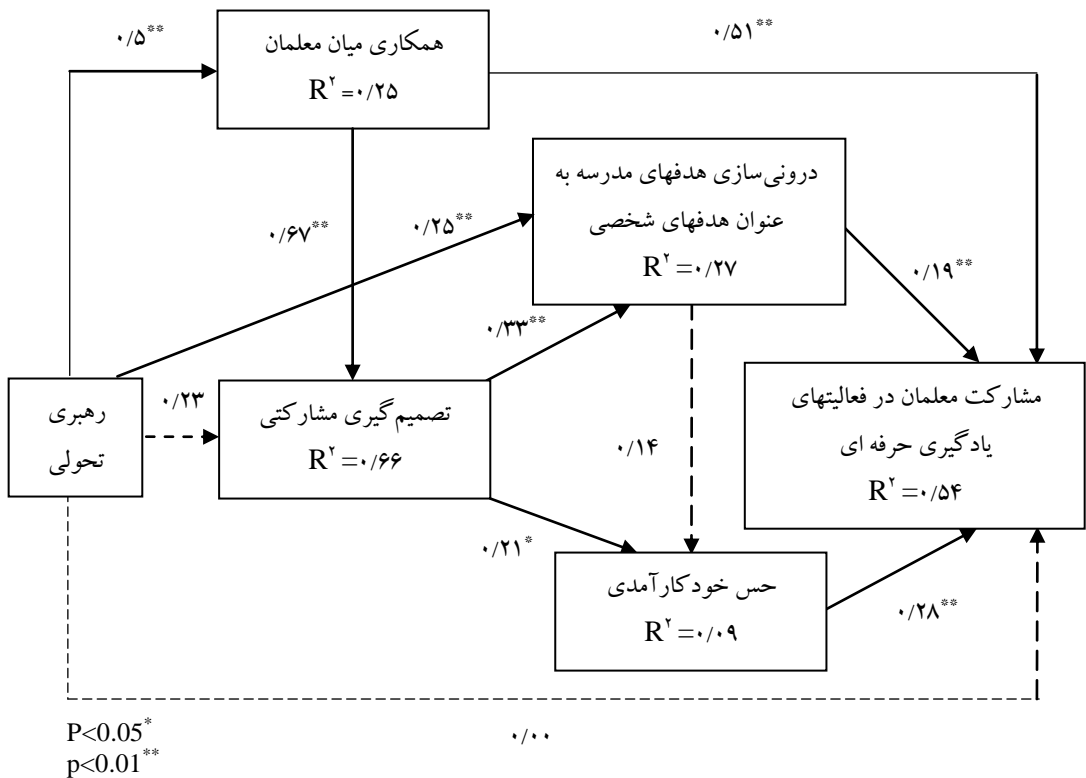 ۰/۵**
همکاری میان معلمان
R۲ =۰/۲۵
۰/۵۱**
درونی‌سازی هدفهای مدرسه به
عنوان هدفهای شخصی
R۲ =۰/۲۷
۰/۶۷**
۰/۲۵**
۰/۱۹**
۰/۳۳**
رهبری
تحولی
۰/۲۳
تصمیم‌گیری مشارکتی
R۲ =۰/۶۶
۰/۱۴
مشارکت معلمان در فعالیتهای
یادگیری حرفه ای
R۲ =۰/۵۴
۰/۲۱*
حس خودکارآمدی
R۲ =۰/۰۹
۰/۲۸**
۰/۰۰
P<0.05*
p<0.01**